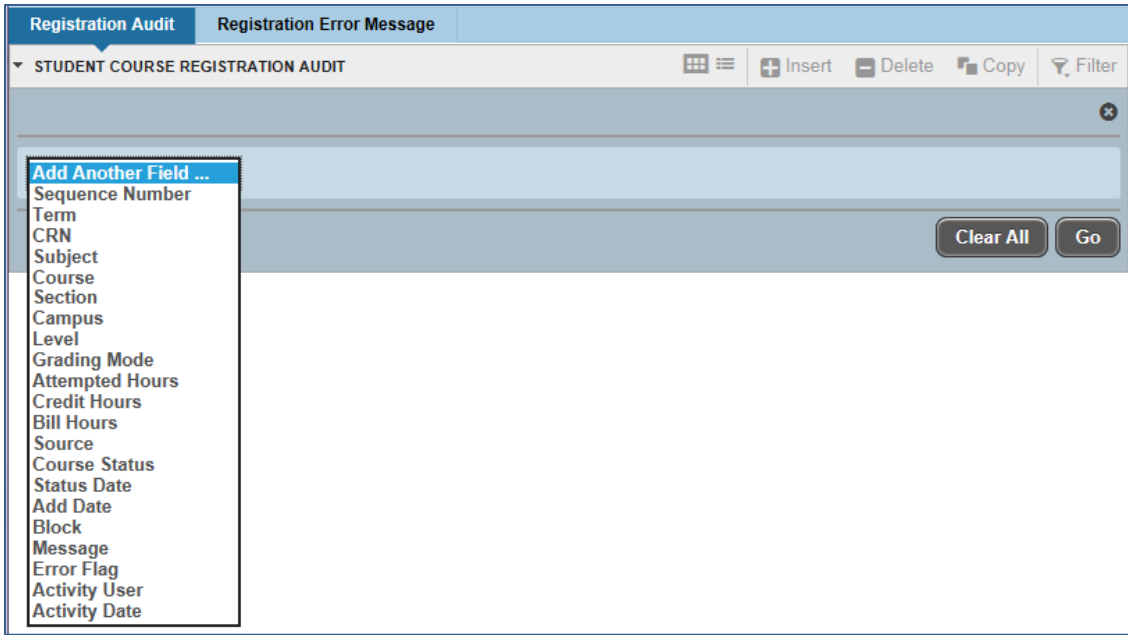 Registration Audit Registration Error Message
STUDENT COURSE REGISTRATION AUDIT Insert Delete Copy Filter
Add Another Field ...
Sequence Number
Term
CRN
Subject
Course
Section
Campus
Level
Grading Mode
Attempted Hours
Credit Hours
Bill Hours
Source
Course Status
Status Date
Add Date
Block
Message
Error Flag
Activity User
Activity Date
Clear All Go